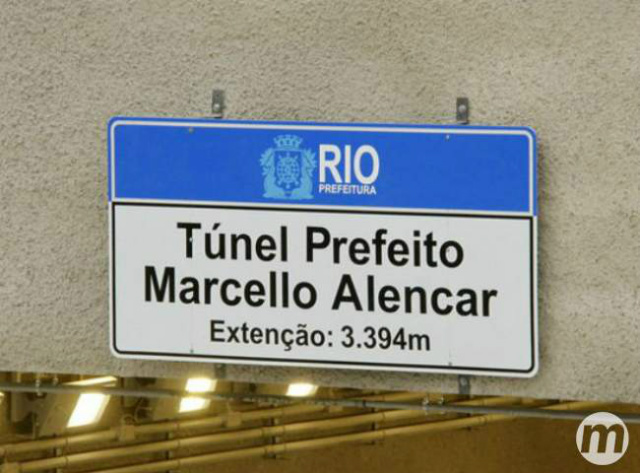 RIO
PREFEITURA
Túnel Prefeito
Marcello Alencar
Extenção: 3.394m
m